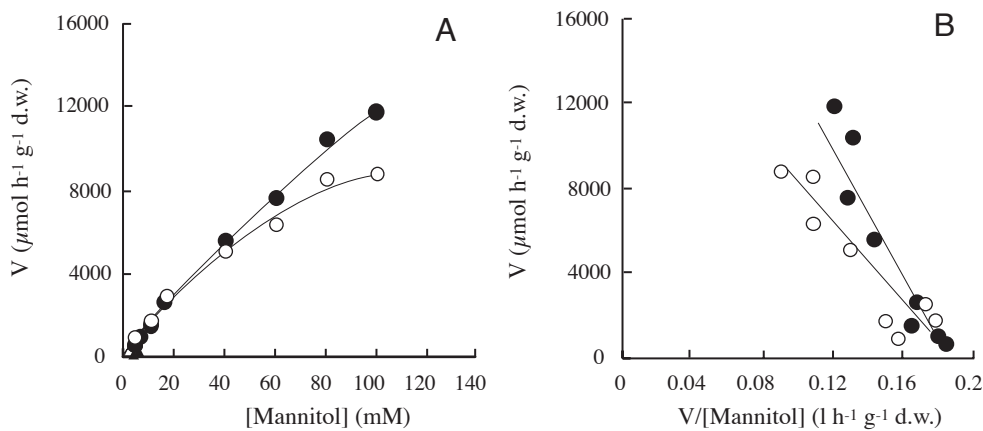 A
16000
12000
8000
4000
0
V (µmol h⁻¹ g⁻¹ d.w.)
0 20 40 60 80 100 120 140
[Mannitol] (mM)
B
16000
12000
8000
4000
0
V (µmol h⁻¹ g⁻¹ d.w.)
0 0.04 0.08 0.12 0.16 0.2
V/[Mannitol] (l h⁻¹ g⁻¹ d.w.)